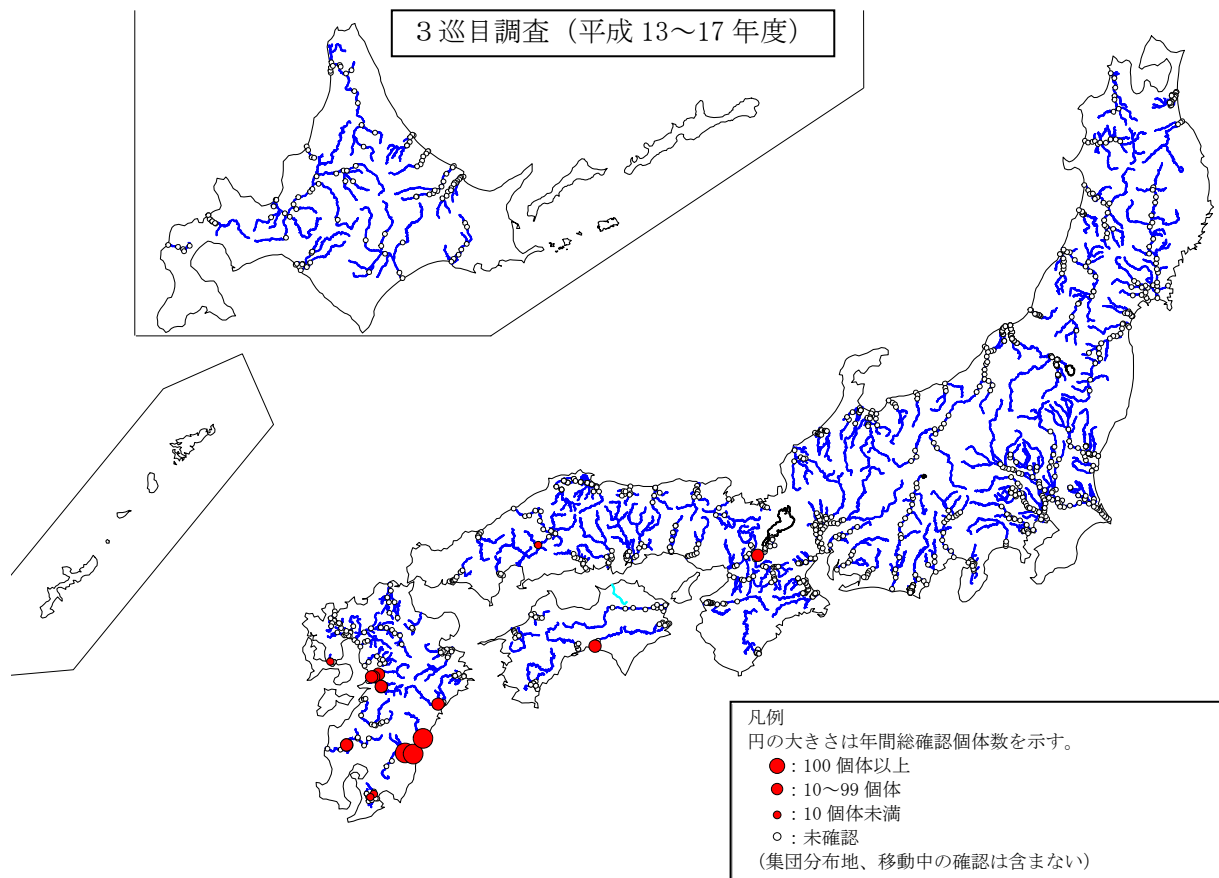 ３巡目調査（平成 13～17 年度）
凡例
円の大きさは年間総確認個体数を示す。
：100 個体以上
：10～99 個体
：10 個体未満
：未確認
（集団分布地、移動中の確認は含まない）